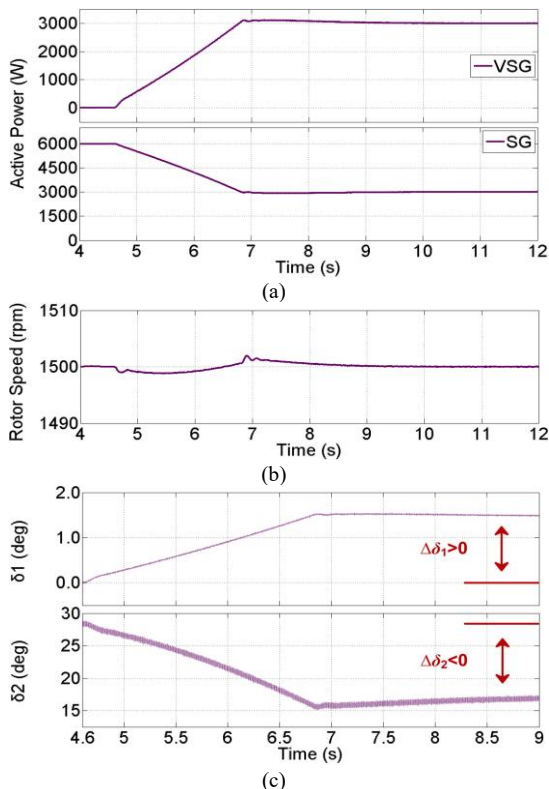 Active Power (W)
3000
2000
1000
0
VSG
6000
4500
3000
1500
0
SG
4 5 6 7 8 9 10 11 12
Time (s)
(a)
Rotor Speed (rpm)
1510
1500
1490
4 5 6 7 8 9 10 11 12
Time (s)
(b)
δ1 (deg)
2.0
1.0
0.0
Δδ1>0
δ2 (deg)
30
25
20
15
Δδ2<0
4.6 5 5.5 6 6.5 7 7.5 8 8.5 9
Time (s)
(c)